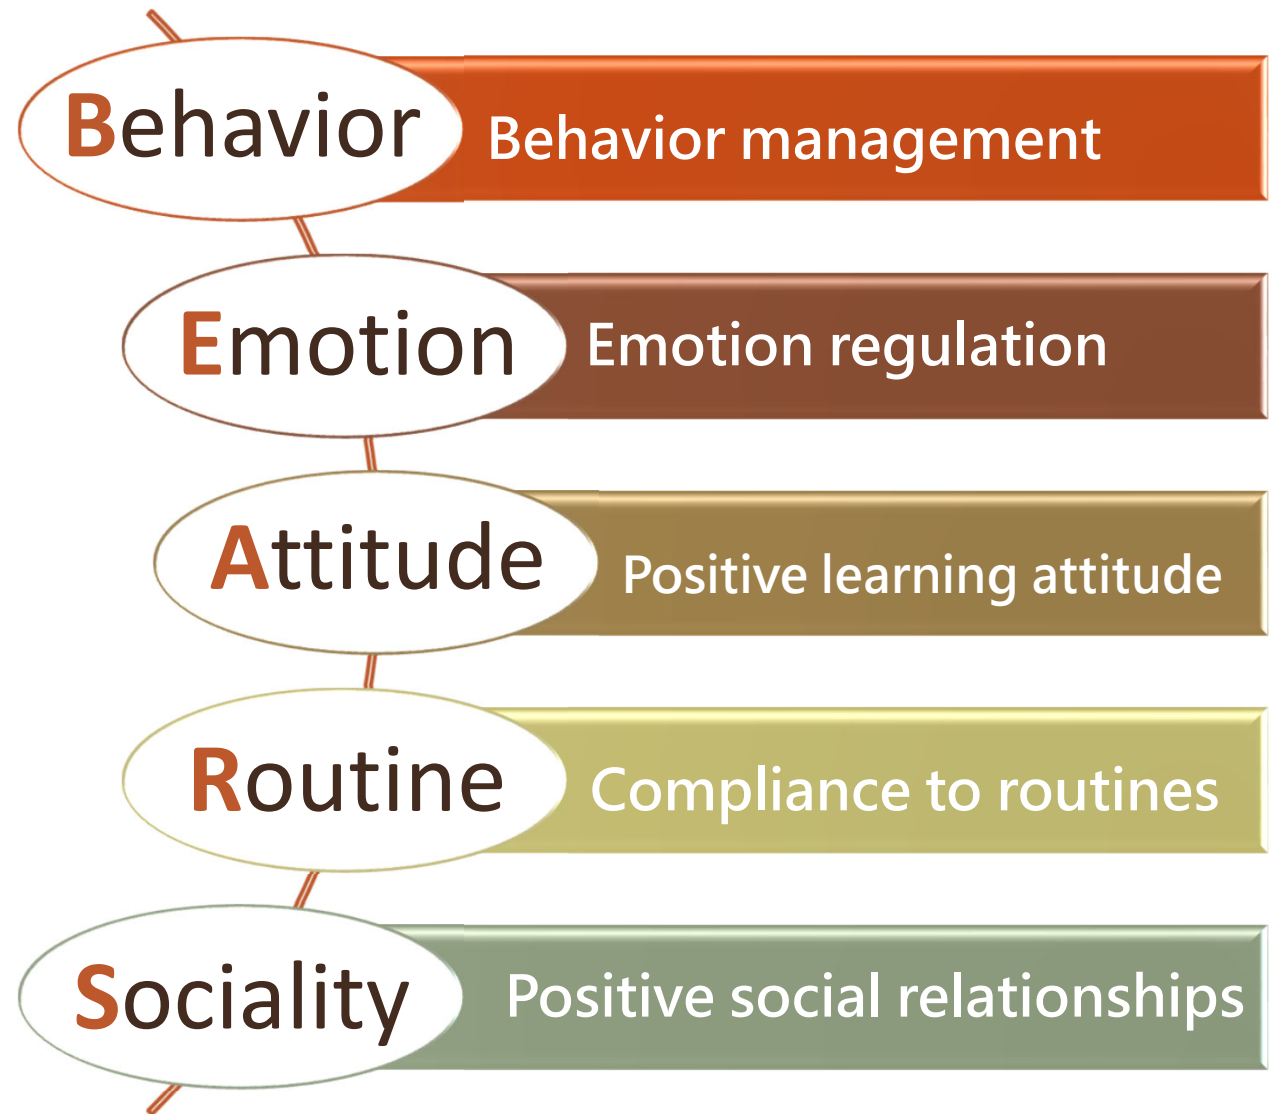 Behavior
Behavior management
Emotion
Emotion regulation
Attitude
Positive learning attitude
Routine
Compliance to routines
Sociality
Positive social relationships